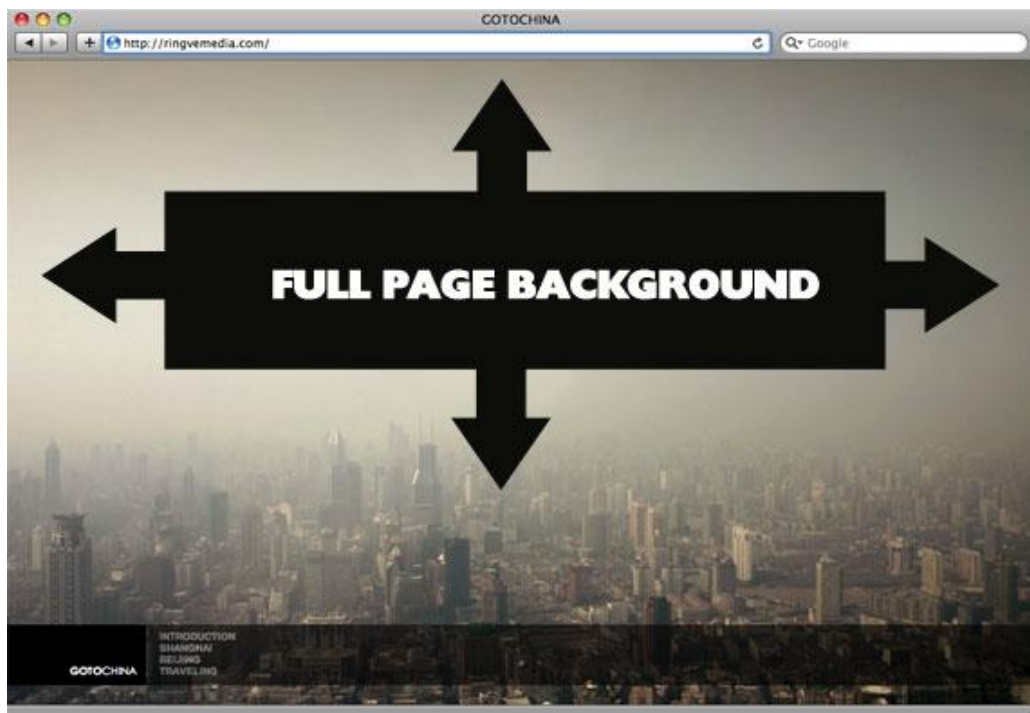 GOTOCHINA
http://ringvemedia.com/
Google
FULL PAGE BACKGROUND
INTRODUCTION
SHANGHAI
BEIJING
TRAVELING
GOTOCHINA